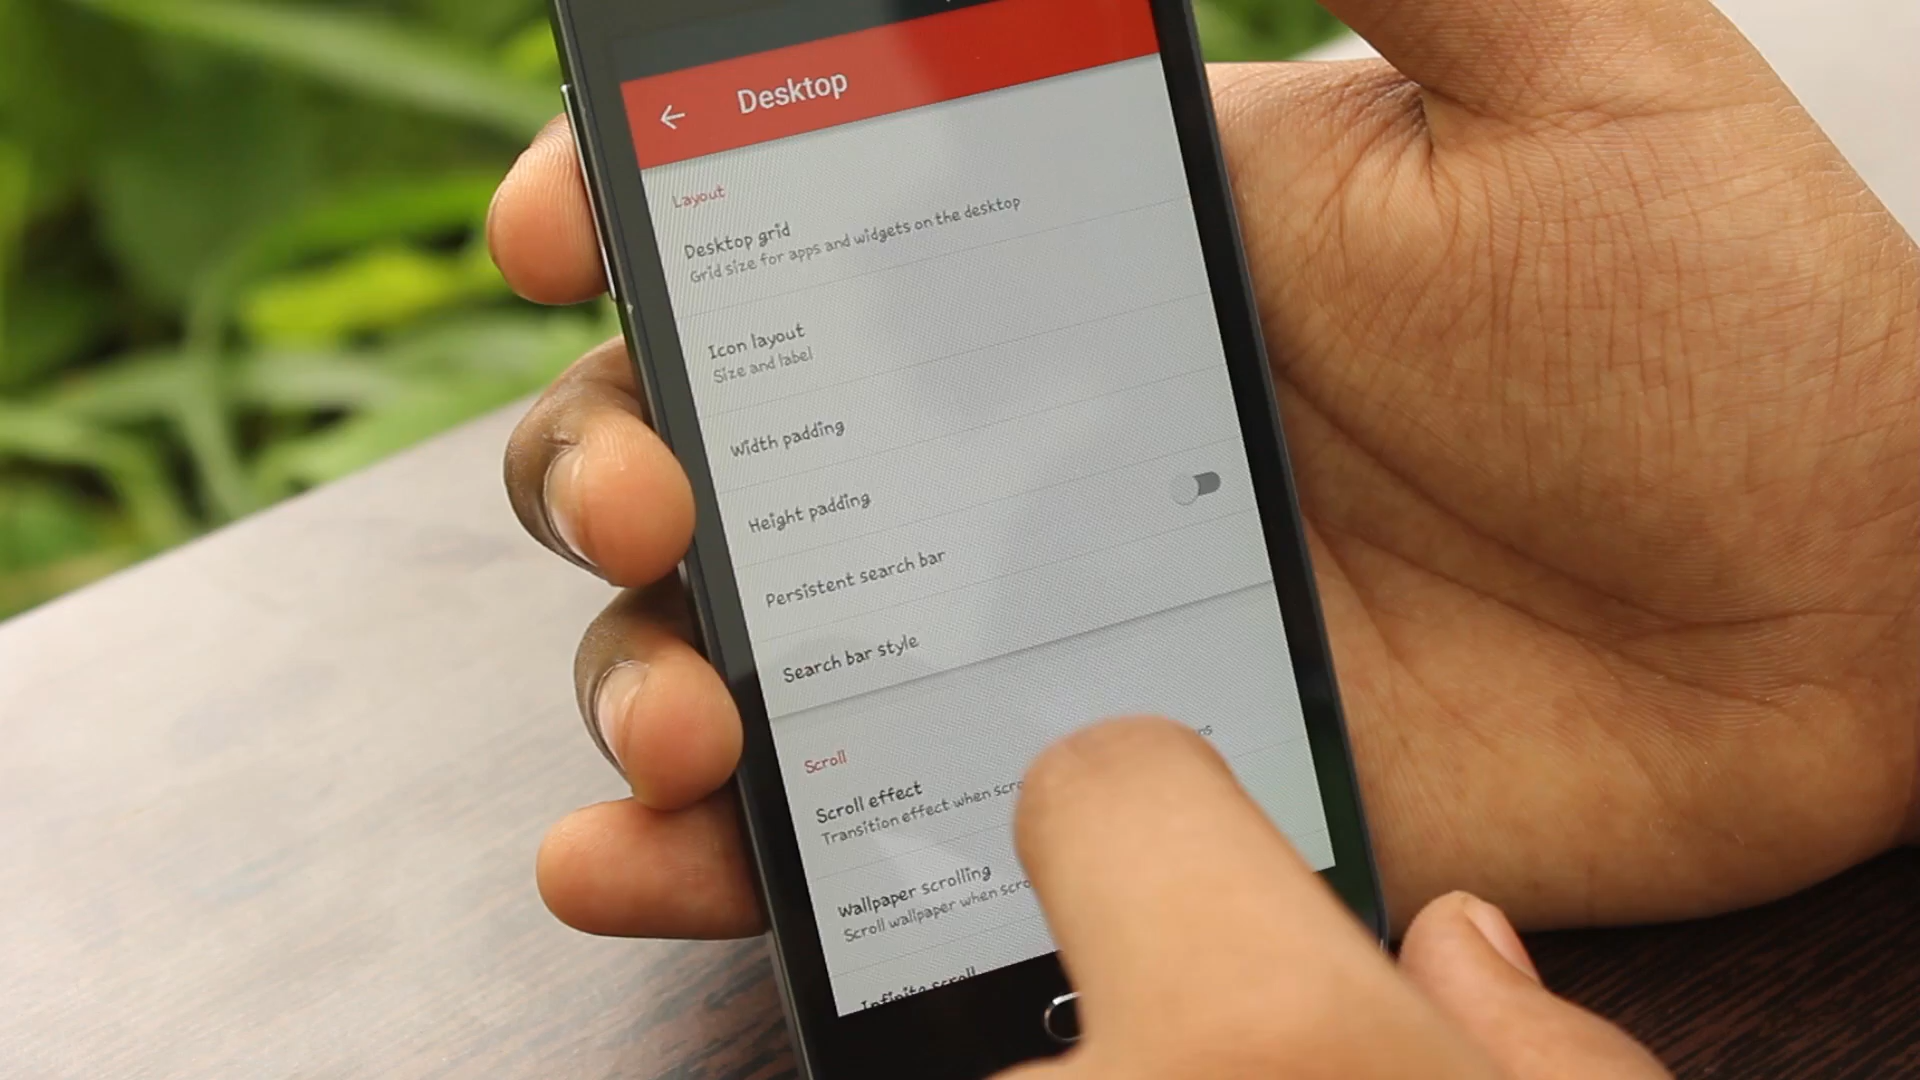 Desktop
Layout
Desktop grid
Grid size for apps and widgets on the desktop
Icon layout
Size and label
Width padding
Height padding
Persistent search bar
Search bar style
Scroll
Scroll effect
Transition effect when
Wallpaper scrolling
Scroll wallpaper when
Infinite scroll